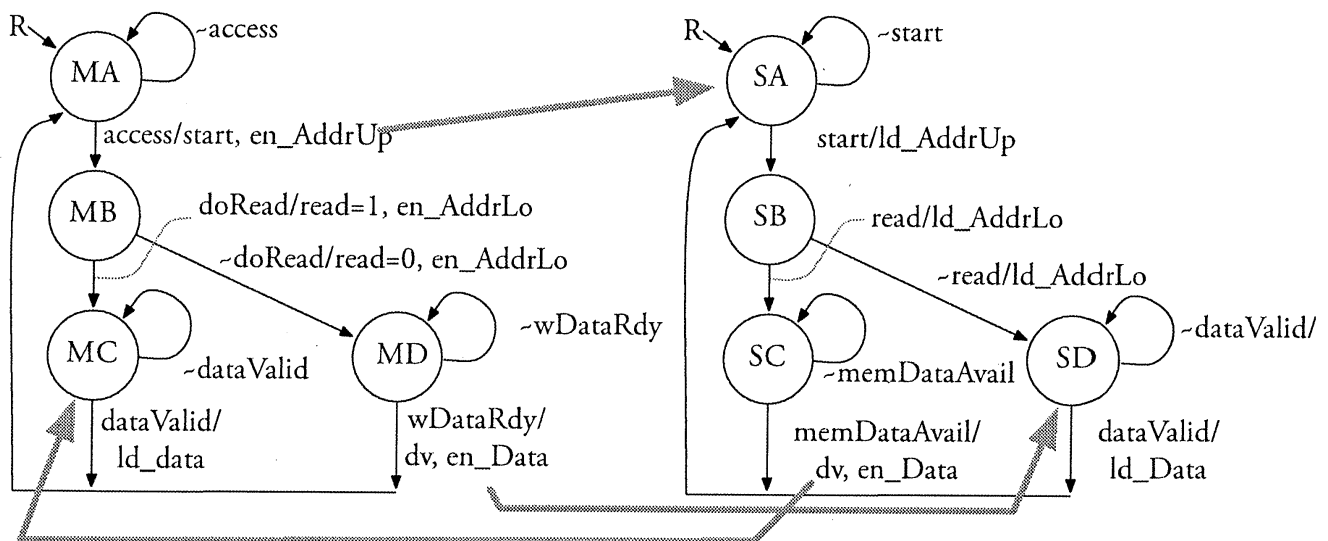 R
~access
MA
access/start, en_AddrUp
MB
doRead/read=1, en_AddrLo
~doRead/read=0, en_AddrLo
MC
~dataValid
MD
~wDataRdy
dataValid/
ld_data
wDataRdy/
dv, en_Data
R
~start
SA
start/ld_AddrUp
SB
read/ld_AddrLo
~read/ld_AddrLo
SC
~memDataAvail
SD
~dataValid/
memDataAvail/
dv, en_Data
dataValid/
ld_Data